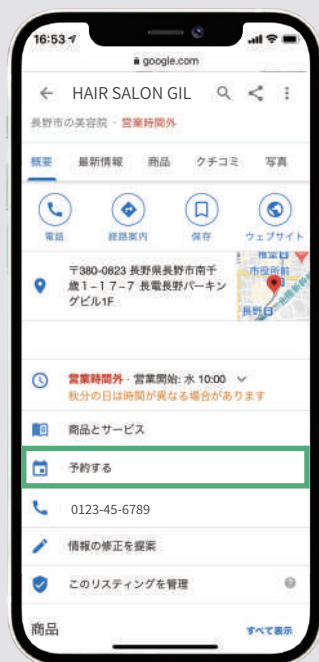 16:53
google.com
HAIR SALON GIL
長野市の美容院・営業時間外
概要 最新情報 商品 クチコミ 写真
電話 経路案内 保存 ウェブサイト
〒380-0823 長野県長野市南千
歳1−17−7 長電長野パーキン
グビル1F
市役所前
長野
営業時間外・営業開始: 水 10:00
秋分の日は時間が異なる場合があります
商品とサービス
予約する
0123-45-6789
情報の修正を提案
このリスティングを管理
商品 すべて表示